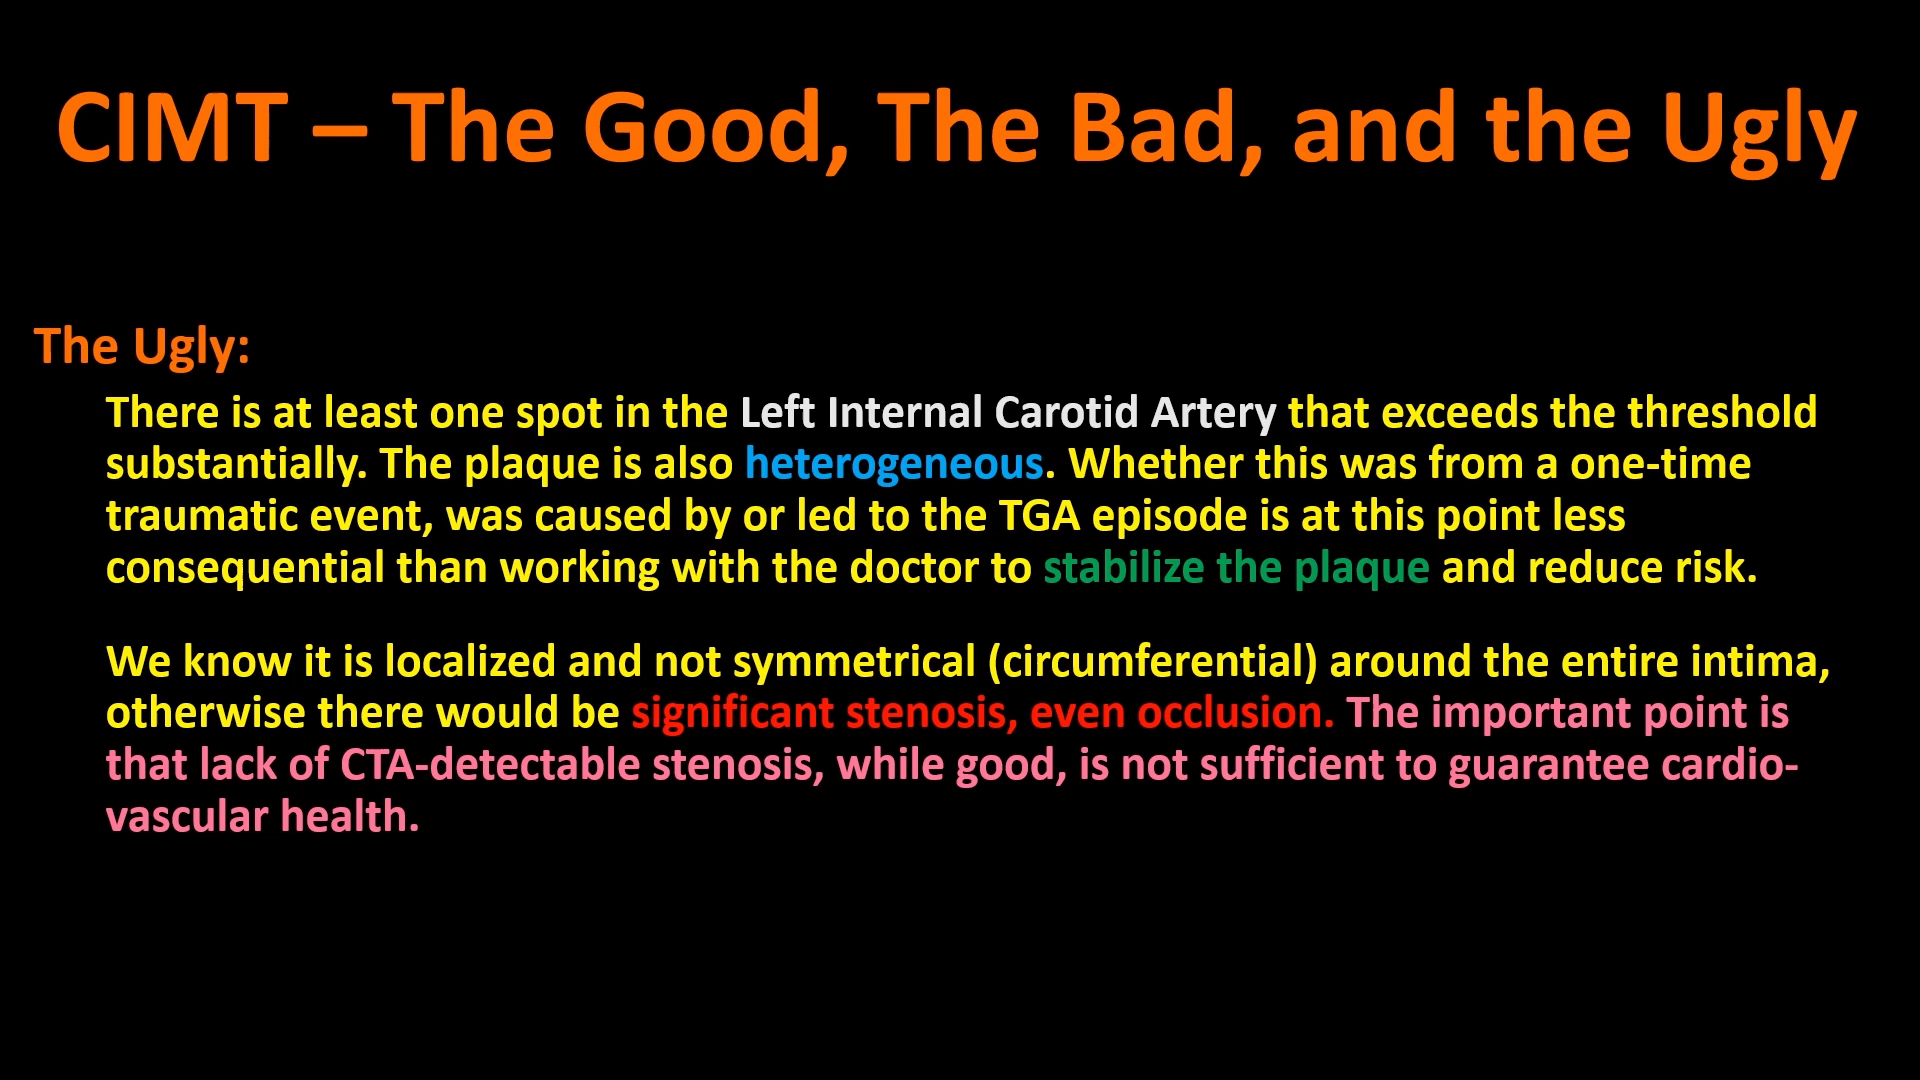 CIMT – The Good, The Bad, and the Ugly
The Ugly:
There is at least one spot in the Left Internal Carotid Artery that exceeds the threshold
substantially. The plaque is also heterogeneous. Whether this was from a one-time
traumatic event, was caused by or led to the TGA episode is at this point less
consequential than working with the doctor to stabilize the plaque and reduce risk.
We know it is localized and not symmetrical (circumferential) around the entire intima,
otherwise there would be significant stenosis, even occlusion. The important point is
that lack of CTA-detectable stenosis, while good, is not sufficient to guarantee cardio-
vascular health.